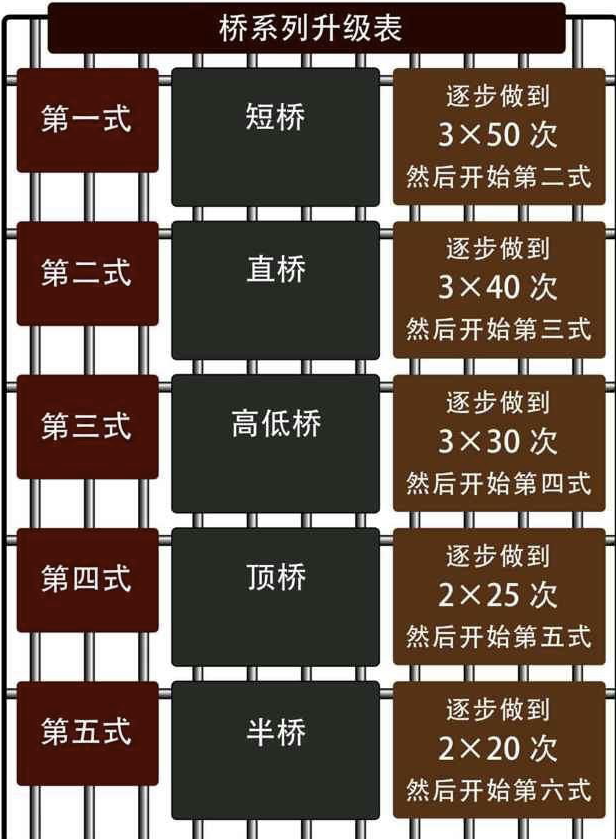 桥系列升级表
第一式
短桥
逐步做到
3×50 次
然后开始第二式
第二式
直桥
逐步做到
3×40 次
然后开始第三式
第三式
高低桥
逐步做到
3×30 次
然后开始第四式
第四式
顶桥
逐步做到
2×25 次
然后开始第五式
第五式
半桥
逐步做到
2×20 次
然后开始第六式